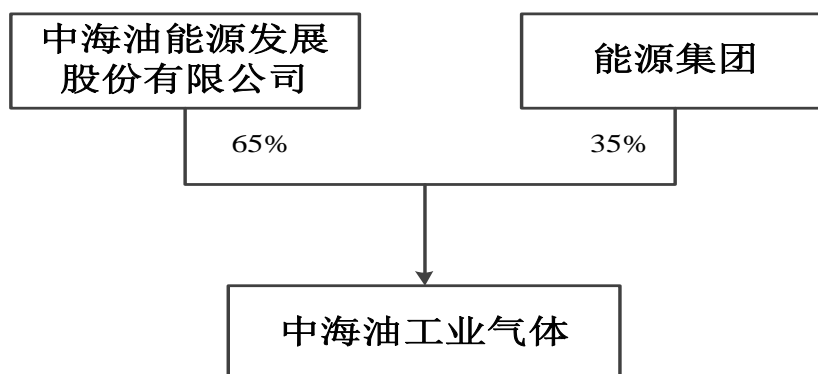 中海油能源发展
股份有限公司
能源集团
65%
35%
中海油工业气体